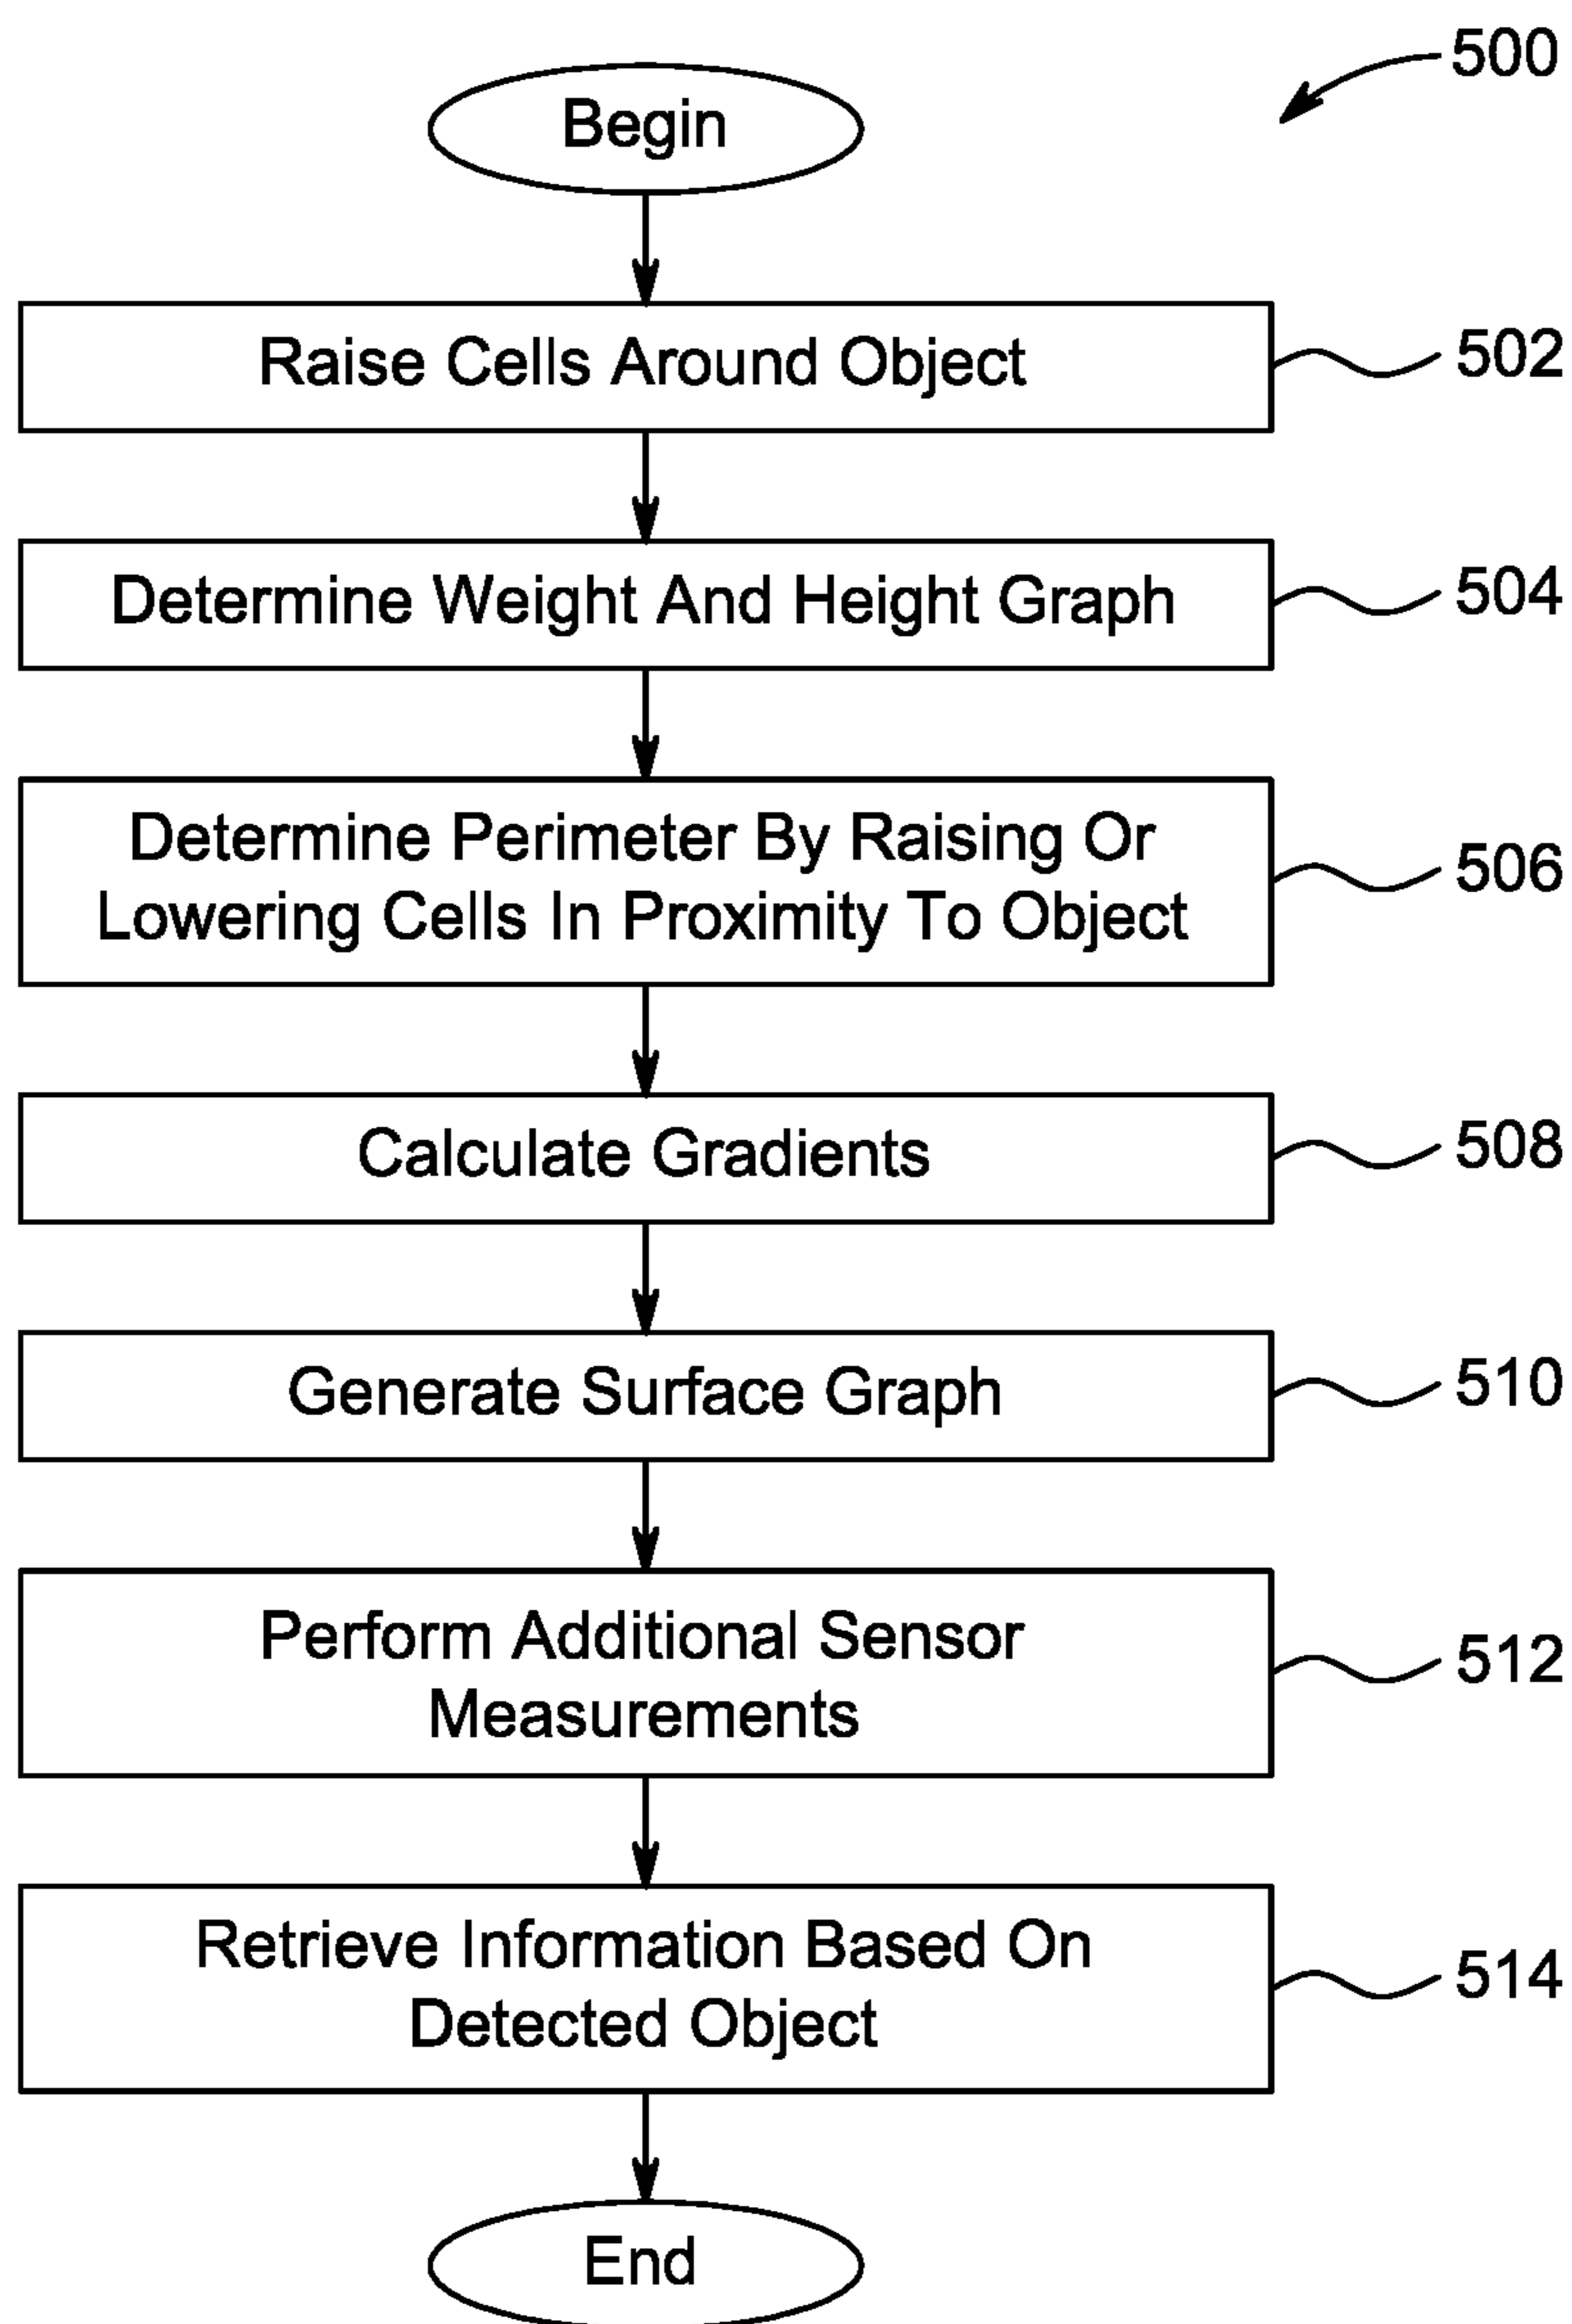 500
Begin
Raise Cells Around Object
502
Determine Weight And Height Graph
504
Determine Perimeter By Raising Or
Lowering Cells In Proximity To Object
506
Calculate Gradients
508
Generate Surface Graph
510
Perform Additional Sensor
Measurements
512
Retrieve Information Based On
Detected Object
514
End